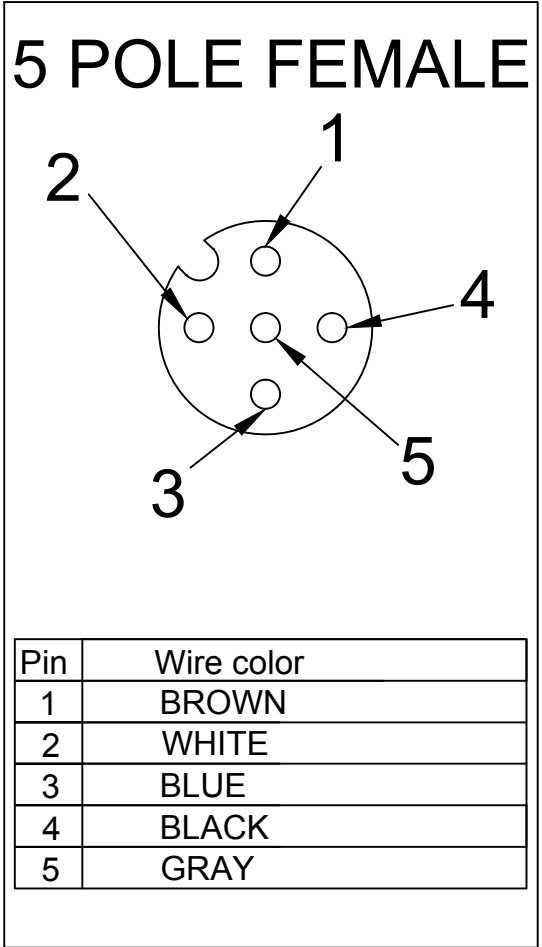 5 POLE FEMALE
1
2
4
5
3
Pin Wire color
1 BROWN
2 WHITE
3 BLUE
4 BLACK
5 GRAY